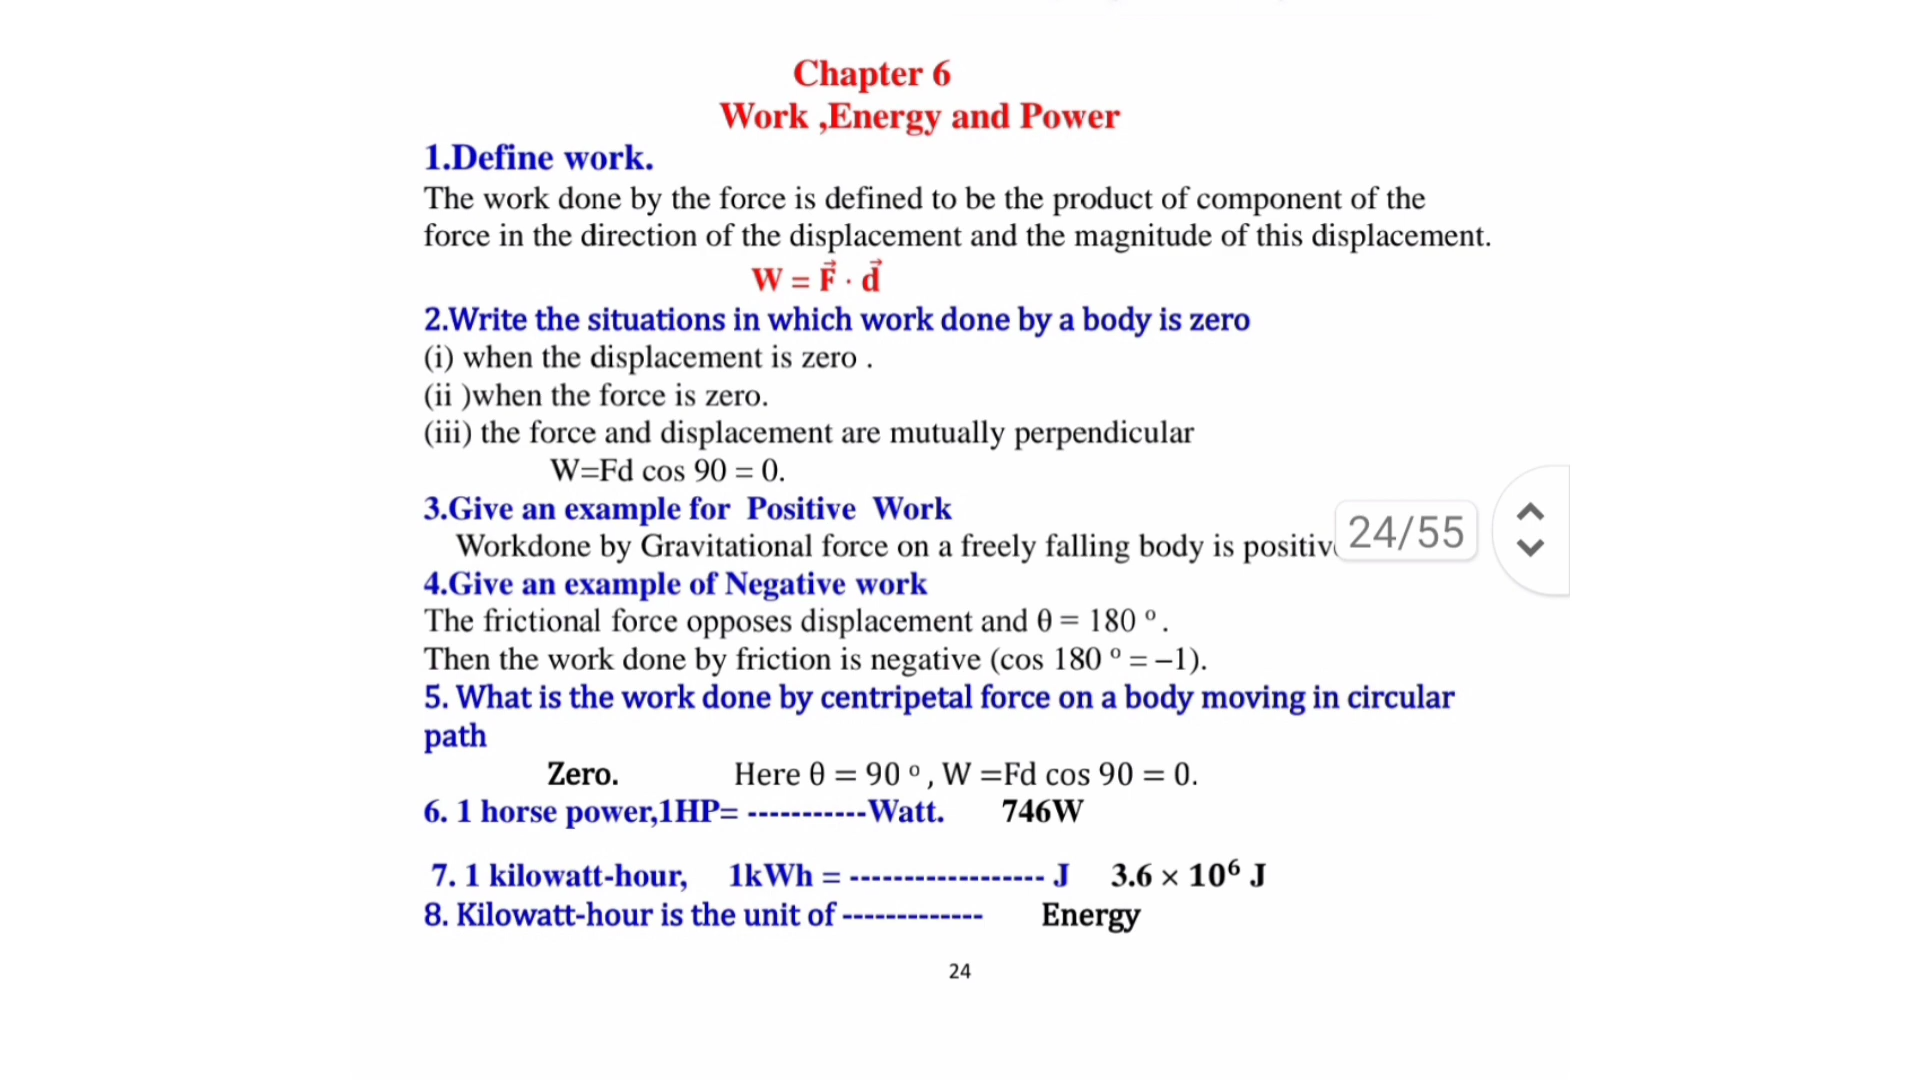 Chapter 6
Work ,Energy and Power
1.Define work.
The work done by the force is defined to be the product of component of the
force in the direction of the displacement and the magnitude of this displacement.
W = F⃗ · d⃗
2.Write the situations in which work done by a body is zero
(i) when the displacement is zero .
(ii )when the force is zero.
(iii) the force and displacement are mutually perpendicular
W=Fd cos 90 = 0.
3.Give an example for Positive Work
Workdone by Gravitational force on a freely falling body is positiv
24/55
4.Give an example of Negative work
The frictional force opposes displacement and θ = 180 º .
Then the work done by friction is negative (cos 180 º = –1).
5. What is the work done by centripetal force on a body moving in circular
path
Zero. Here θ = 90 º , W =Fd cos 90 = 0.
6. 1 horse power,1HP= -----------Watt. 746W
7. 1 kilowatt-hour, 1kWh = ------------------ J 3.6 × 10⁶ J
8. Kilowatt-hour is the unit of ------------- Energy
24